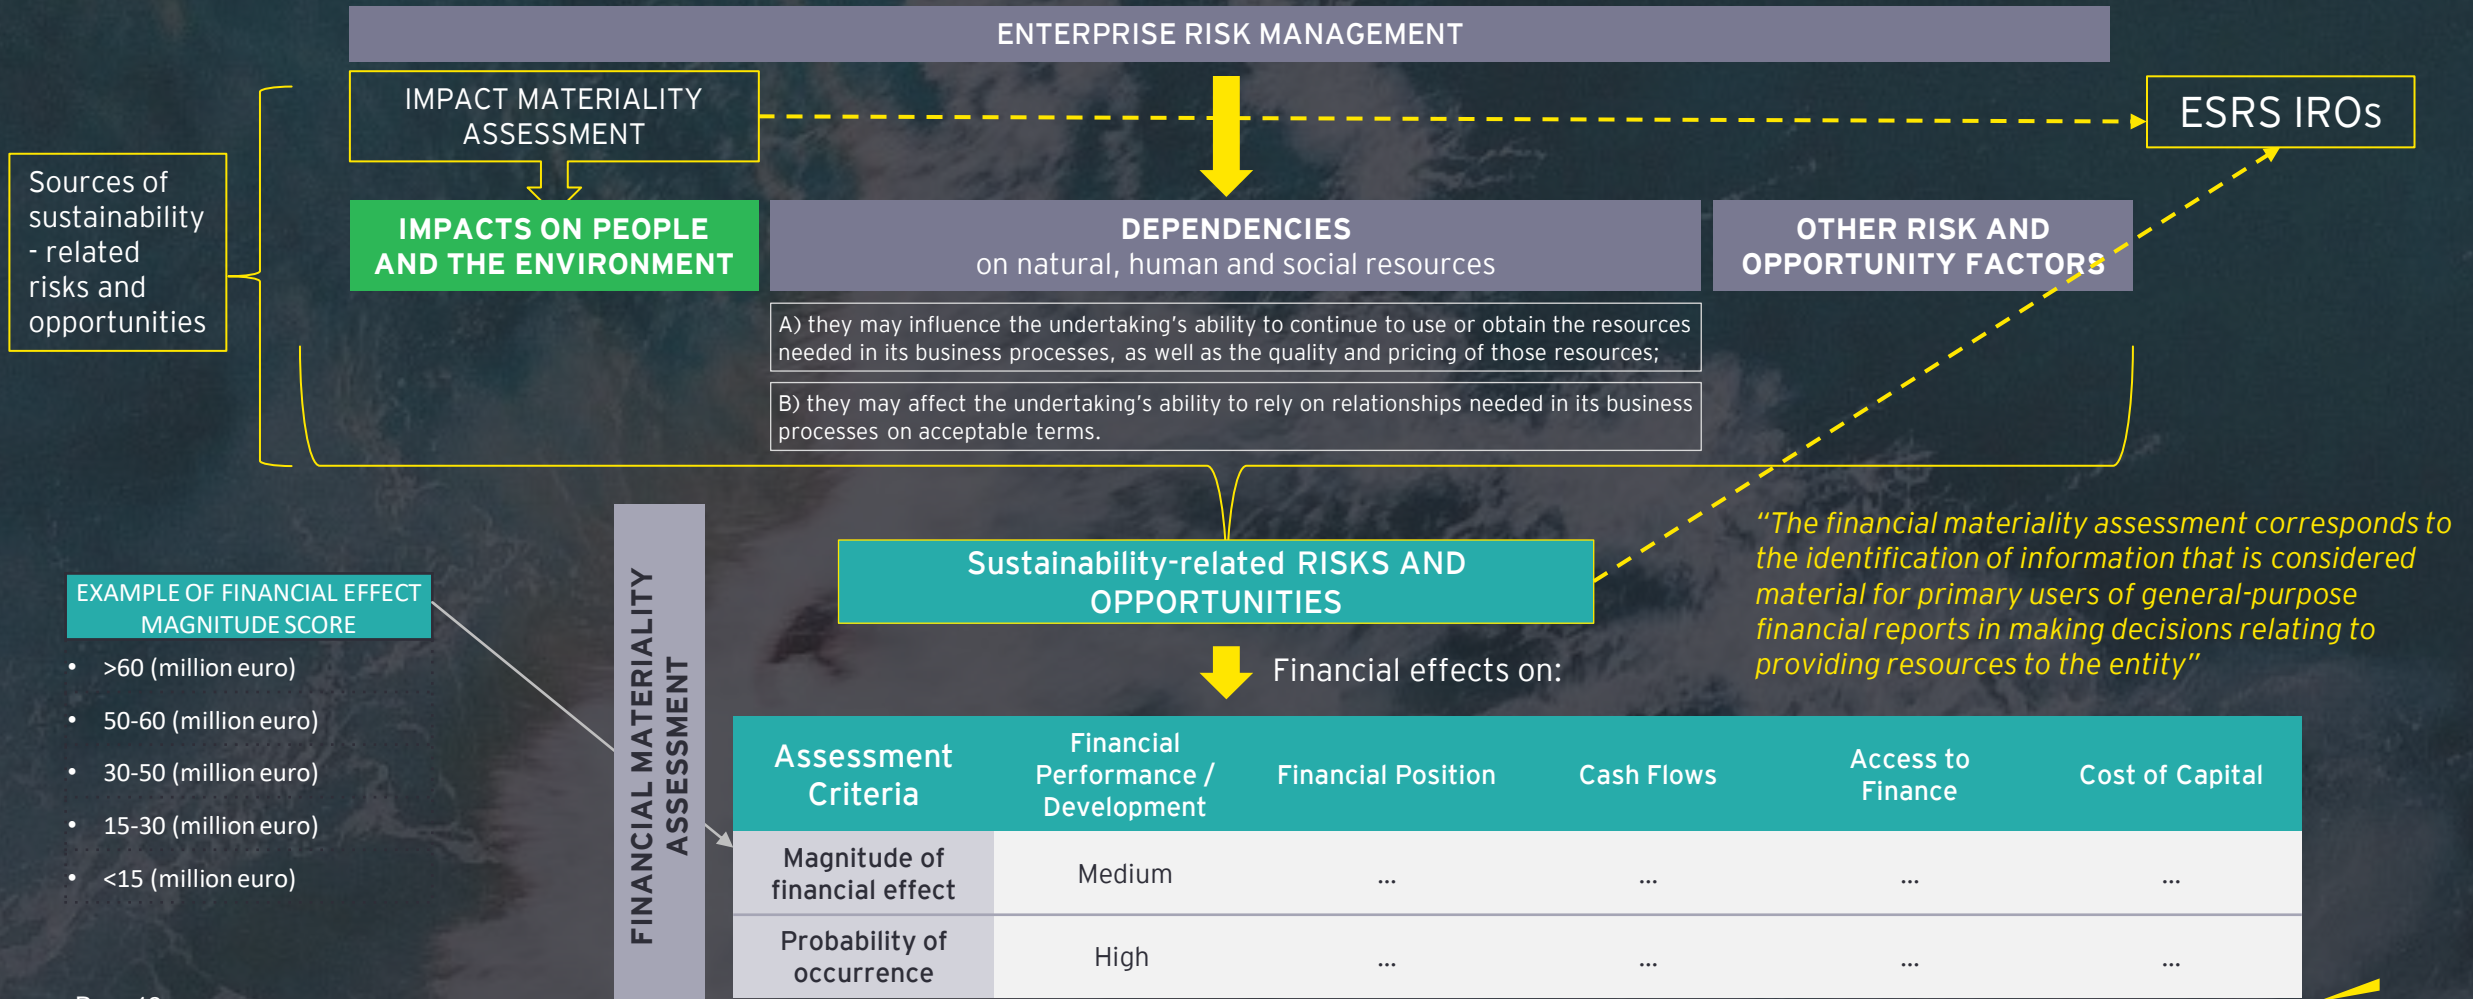 ENTERPRISE RISK MANAGEMENT
IMPACT MATERIALITY
ASSESSMENT
ESRS IROs
Sources of
sustainability
- related
risks and
opportunities
IMPACTS ON PEOPLE
AND THE ENVIRONMENT
DEPENDENCIES
on natural, human and social resources
OTHER RISK AND
OPPORTUNITY FACTORS
A) they may influence the undertaking's ability to continue to use or obtain the resources
needed in its business processes, as well as the quality and pricing of those resources;
B) they may affect the undertaking's ability to rely on relationships needed in its business
processes on acceptable terms.
"The financial materiality assessment corresponds to
the identification of information that is considered
material for primary users of general-purpose
financial reports in making decisions relating to
providing resources to the entity"
Sustainability-related RISKS AND
OPPORTUNITIES
Financial effects on:
EXAMPLE OF FINANCIAL EFFECT
MAGNITUDE SCORE
• >60 (million euro)
• 50-60 (million euro)
• 30-50 (million euro)
• 15-30 (million euro)
• <15 (million euro)
FINANCIAL MATERIALITY
ASSESSMENT
Assessment
Criteria
Financial
Performance /
Development
Financial Position
Cash Flows
Access to
Finance
Cost of Capital
Magnitude of
financial effect
Medium
...
...
...
...
Probability of
occurrence
High
...
...
...
...